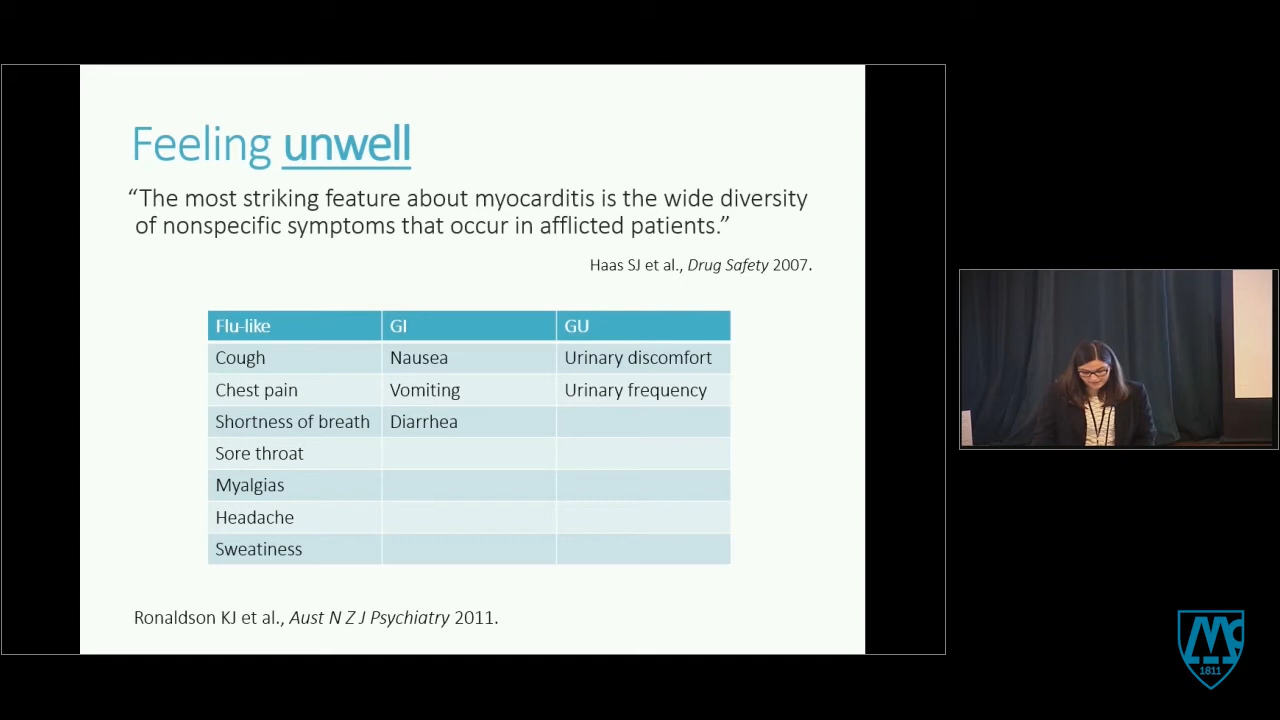 Feeling unwell
“The most striking feature about myocarditis is the wide diversity
of nonspecific symptoms that occur in afflicted patients.”
Haas SJ et al., Drug Safety 2007.
Flu-like GI GU
Cough Nausea Urinary discomfort
Chest pain Vomiting Urinary frequency
Shortness of breath Diarrhea
Sore throat
Myalgias
Headache
Sweatiness
Ronaldson KJ et al., Aust N Z J Psychiatry 2011.
MG
1811